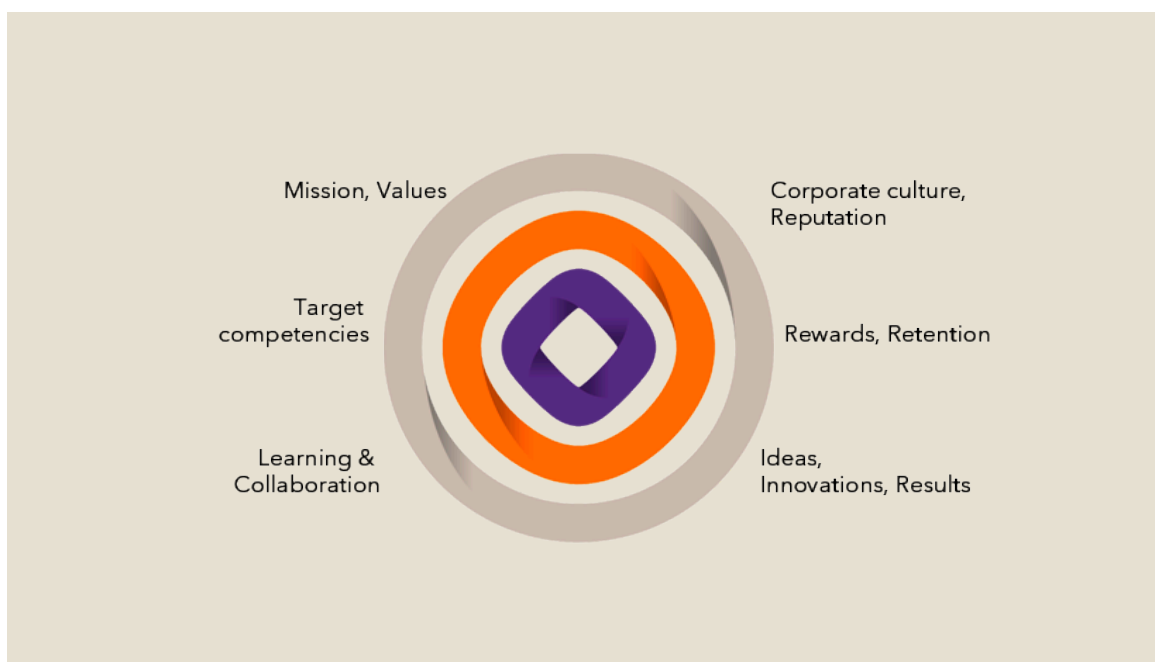 Mission, Values
Target
competencies
Learning &
Collaboration
Corporate culture,
Reputation
Rewards, Retention
Ideas,
Innovations, Results